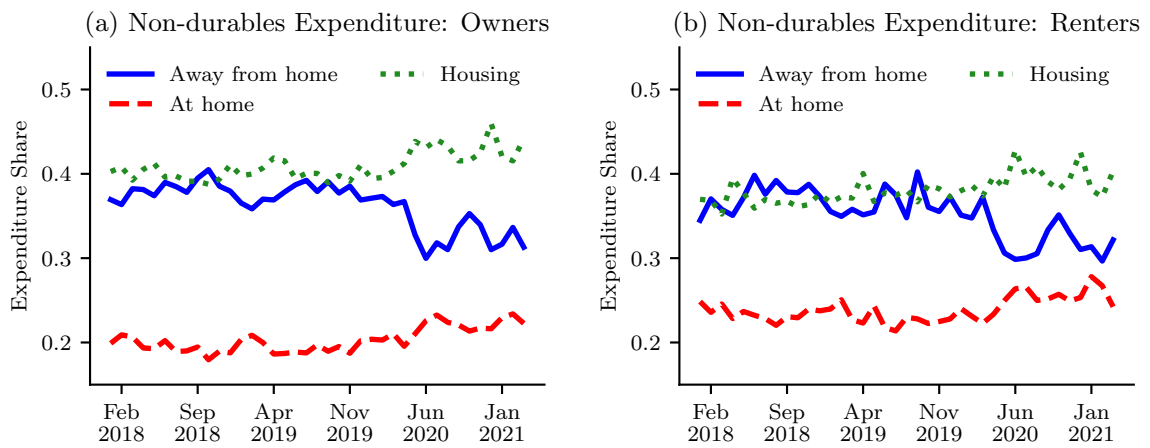 (a) Non-durables Expenditure: Owners
Away from home
Housing
At home
Expenditure Share
0.5
0.4
0.3
0.2
Feb
2018
Sep
2018
Apr
2019
Nov
2019
Jun
2020
Jan
2021
(b) Non-durables Expenditure: Renters
Away from home
Housing
At home
Expenditure Share
0.5
0.4
0.3
0.2
Feb
2018
Sep
2018
Apr
2019
Nov
2019
Jun
2020
Jan
2021